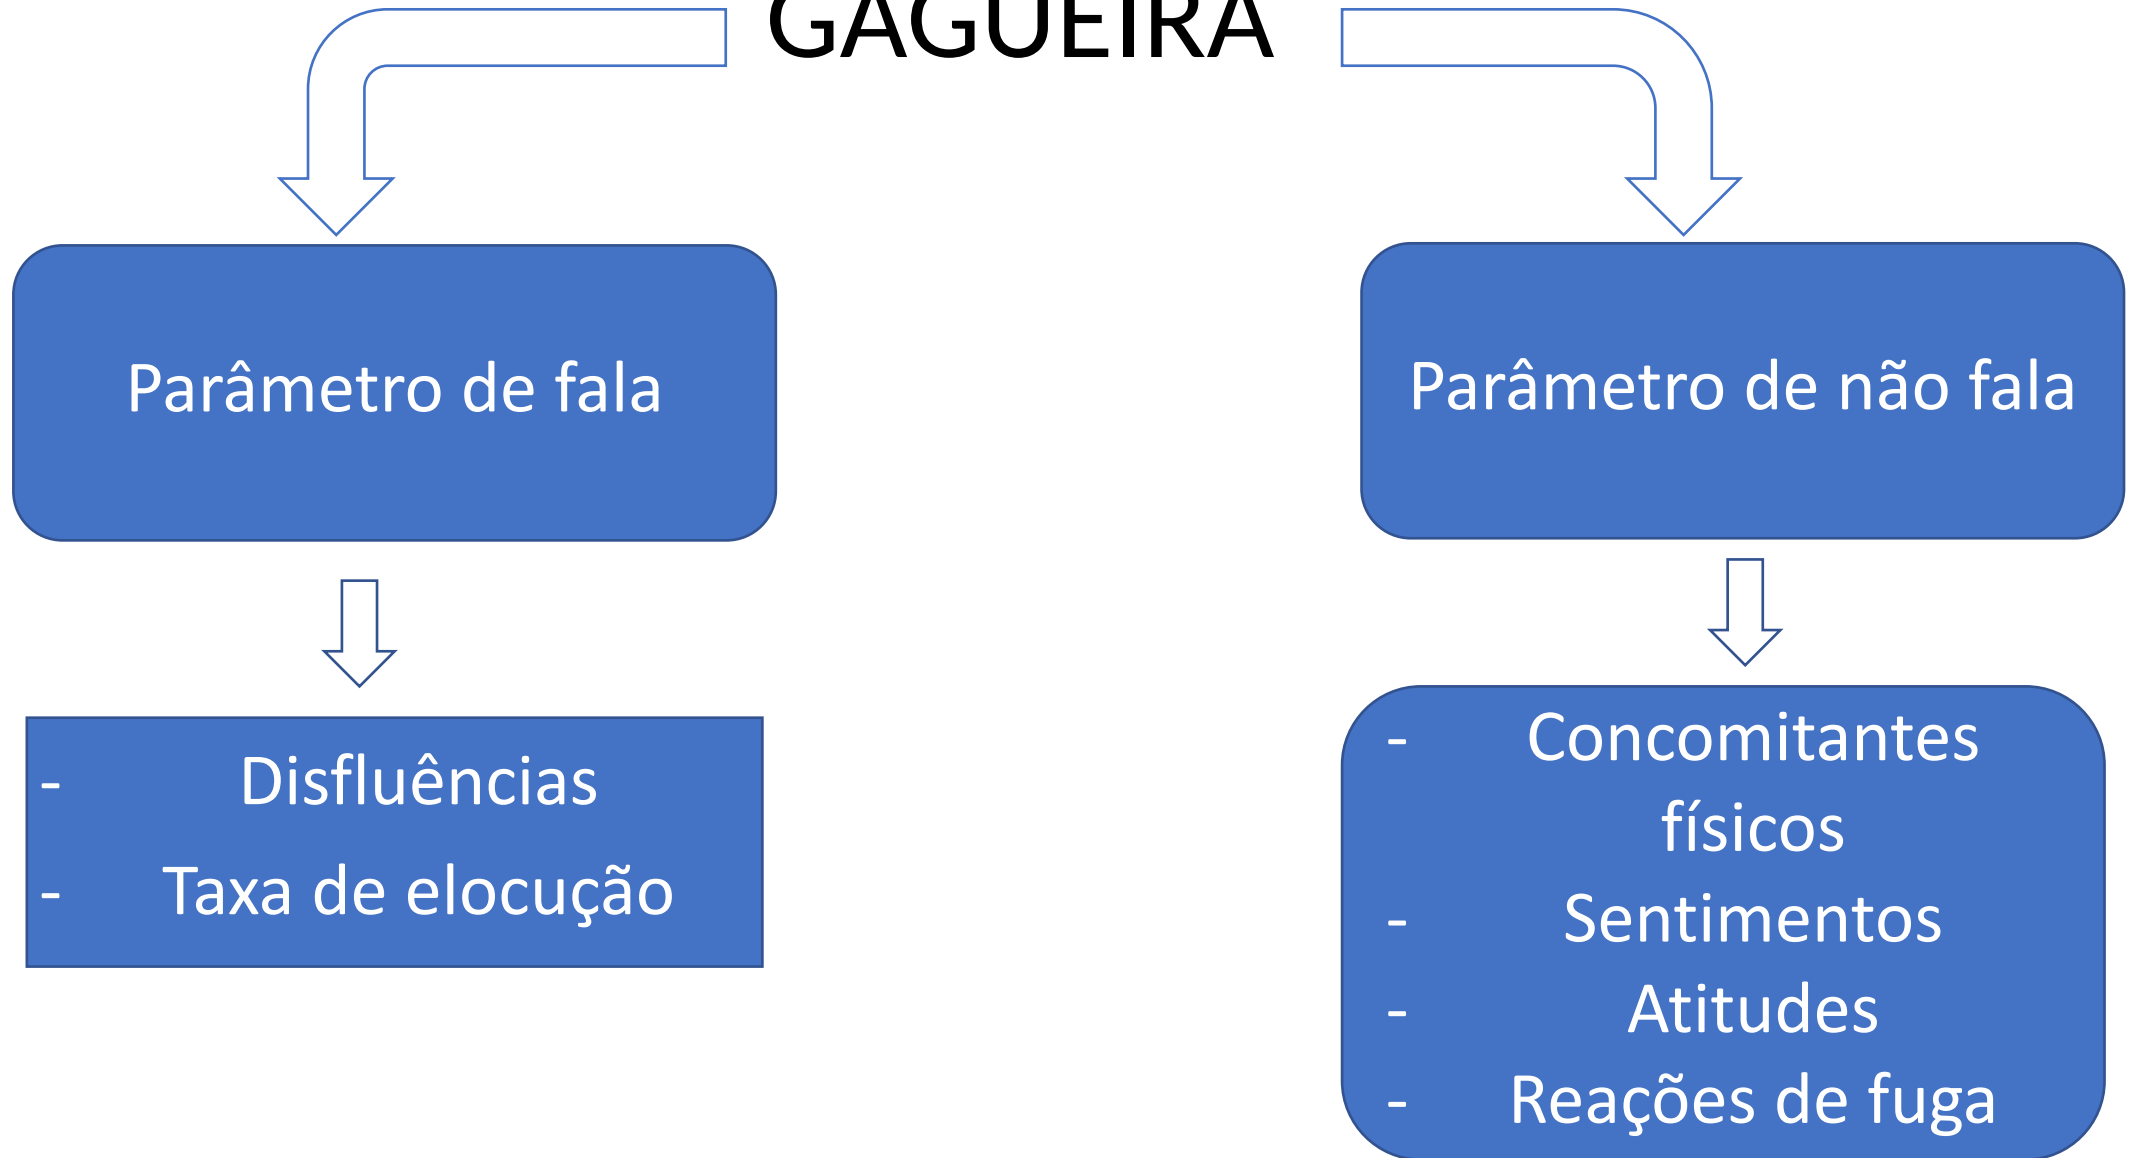 GAGUEIRA
Parâmetro de fala
Parâmetro de não fala
- Disfluências
- Taxa de elocução
- Concomitantes
físicos
- Sentimentos
- Atitudes
- Reações de fuga